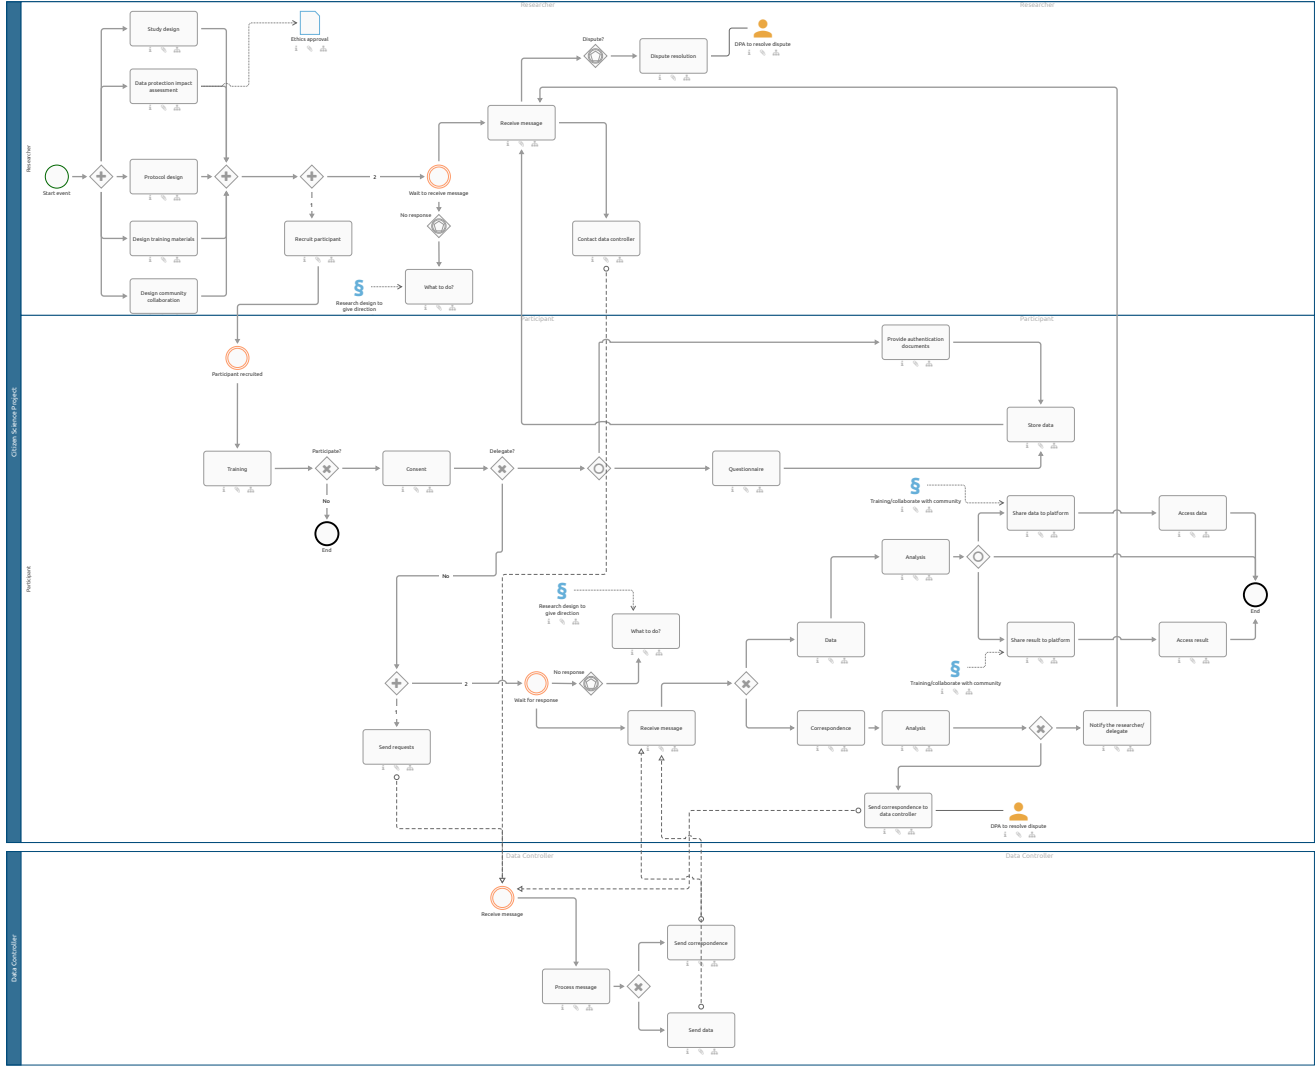 Researcher
Researcher
Study design
Ethics approval
Dispute?
Dispute resolution
DPA to resolve dispute
Data protection impact
assessment
Receive message
Researcher
Start event
Protocol design
2
Wait to receive message
1
No response
Design training materials
Recruit participant
Contact data controller
Design community
collaboration
§
Research design to
give direction
What to do?
Participant
Participant
Citizen Science Project
Participant
Participant recruited
Provide authentication
documents
Store data
Training
Participate?
Consent
Delegate?
Questionnaire
No
End
§
Training/collaborate with community
Share data to platform
Access data
Analysis
No
§
Research design to
give direction
What to do?
End
Data
Share result to platform
Access result
§
Training/collaborate with community
2
Wait for response
No response
1
Send requests
Receive message
Correspondence
Analysis
Notify the researcher/
delegate
Send correspondence to
data controller
DPA to resolve dispute
Data Controller
Data Controller
Data Controller
Receive message
Send correspondence
Process message
Send data